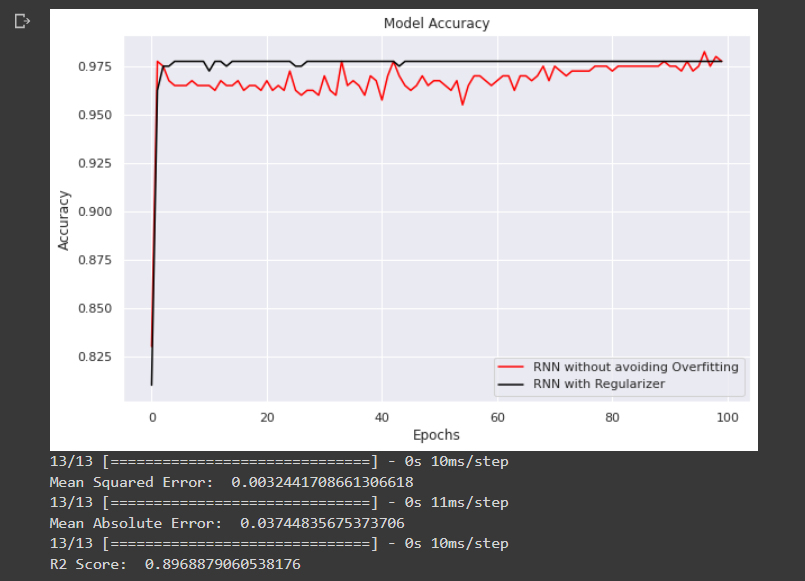 Model Accuracy
0.975
0.950
0.925
0.900
0.875
0.850
0.825
Accuracy
RNN without avoiding Overfitting
RNN with Regularizer
0 20 40 60 80 100
Epochs
13/13 [==============================] - 0s 10ms/step
Mean Squared Error:  0.0032441708661306618
13/13 [==============================] - 0s 11ms/step
Mean Absolute Error:  0.03744835675373706
13/13 [==============================] - 0s 10ms/step
R2 Score:  0.8968879060538176